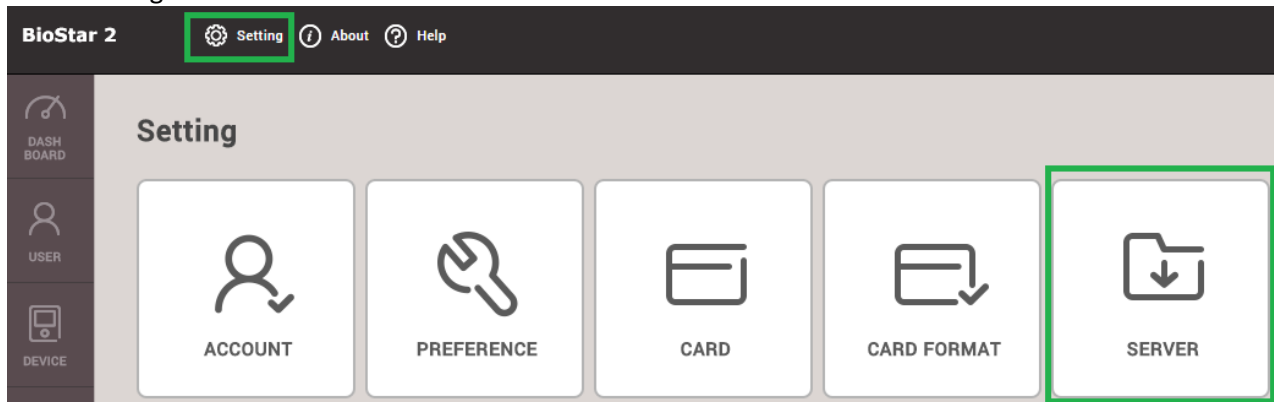 BioStar 2
Setting
About
Help
DASH
BOARD
Setting
USER
DEVICE
ACCOUNT
PREFERENCE
CARD
CARD FORMAT
SERVER